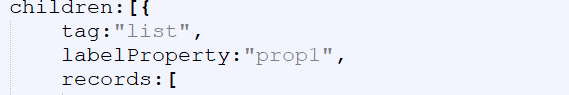 children:[{
tag:"list",
labelProperty:"prop1",
records:[